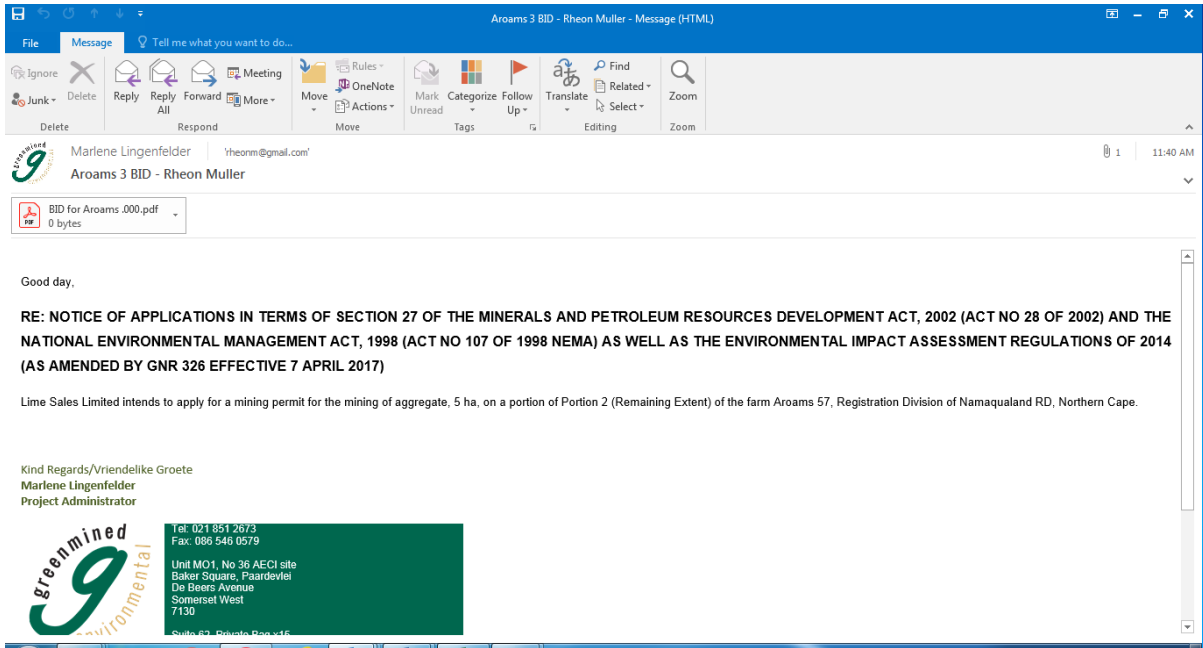 Aroams 3 BID - Rheon Muller - Message (HTML)
File Message Tell me what you want to do...
Ignore
Junk
Delete
Reply
Reply All
Forward
Meeting
More
Move
Rules
OneNote
Actions
Mark Unread
Categorize
Follow Up
Translate
Find
Related
Select
Zoom
Delete Respond Move Tags Editing Zoom
greenmined
g
Marlene Lingenfelder 'rheonm@gmail.com' 1 11:40 AM
Aroams 3 BID - Rheon Muller
PDF
BID for Aroams .000.pdf
0 bytes
Good day,
RE: NOTICE OF APPLICATIONS IN TERMS OF SECTION 27 OF THE MINERALS AND PETROLEUM RESOURCES DEVELOPMENT ACT, 2002 (ACT NO 28 OF 2002) AND THE
NATIONAL ENVIRONMENTAL MANAGEMENT ACT, 1998 (ACT NO 107 OF 1998 NEMA) AS WELL AS THE ENVIRONMENTAL IMPACT ASSESSMENT REGULATIONS OF 2014
(AS AMENDED BY GNR 326 EFFECTIVE 7 APRIL 2017)
Lime Sales Limited intends to apply for a mining permit for the mining of aggregate, 5 ha, on a portion of Portion 2 (Remaining Extent) of the farm Aroams 57, Registration Division of Namaqualand RD, Northern Cape.
Kind Regards/Vriendelike Groete
Marlene Lingenfelder
Project Administrator
greenmined
g
environmental
Tel: 021 851 2673
Fax: 086 546 0579
Unit MO1, No 36 AECI site
Baker Square, Paardevlei
De Beers Avenue
Somerset West
7130
Suite 62, Private Bag x15